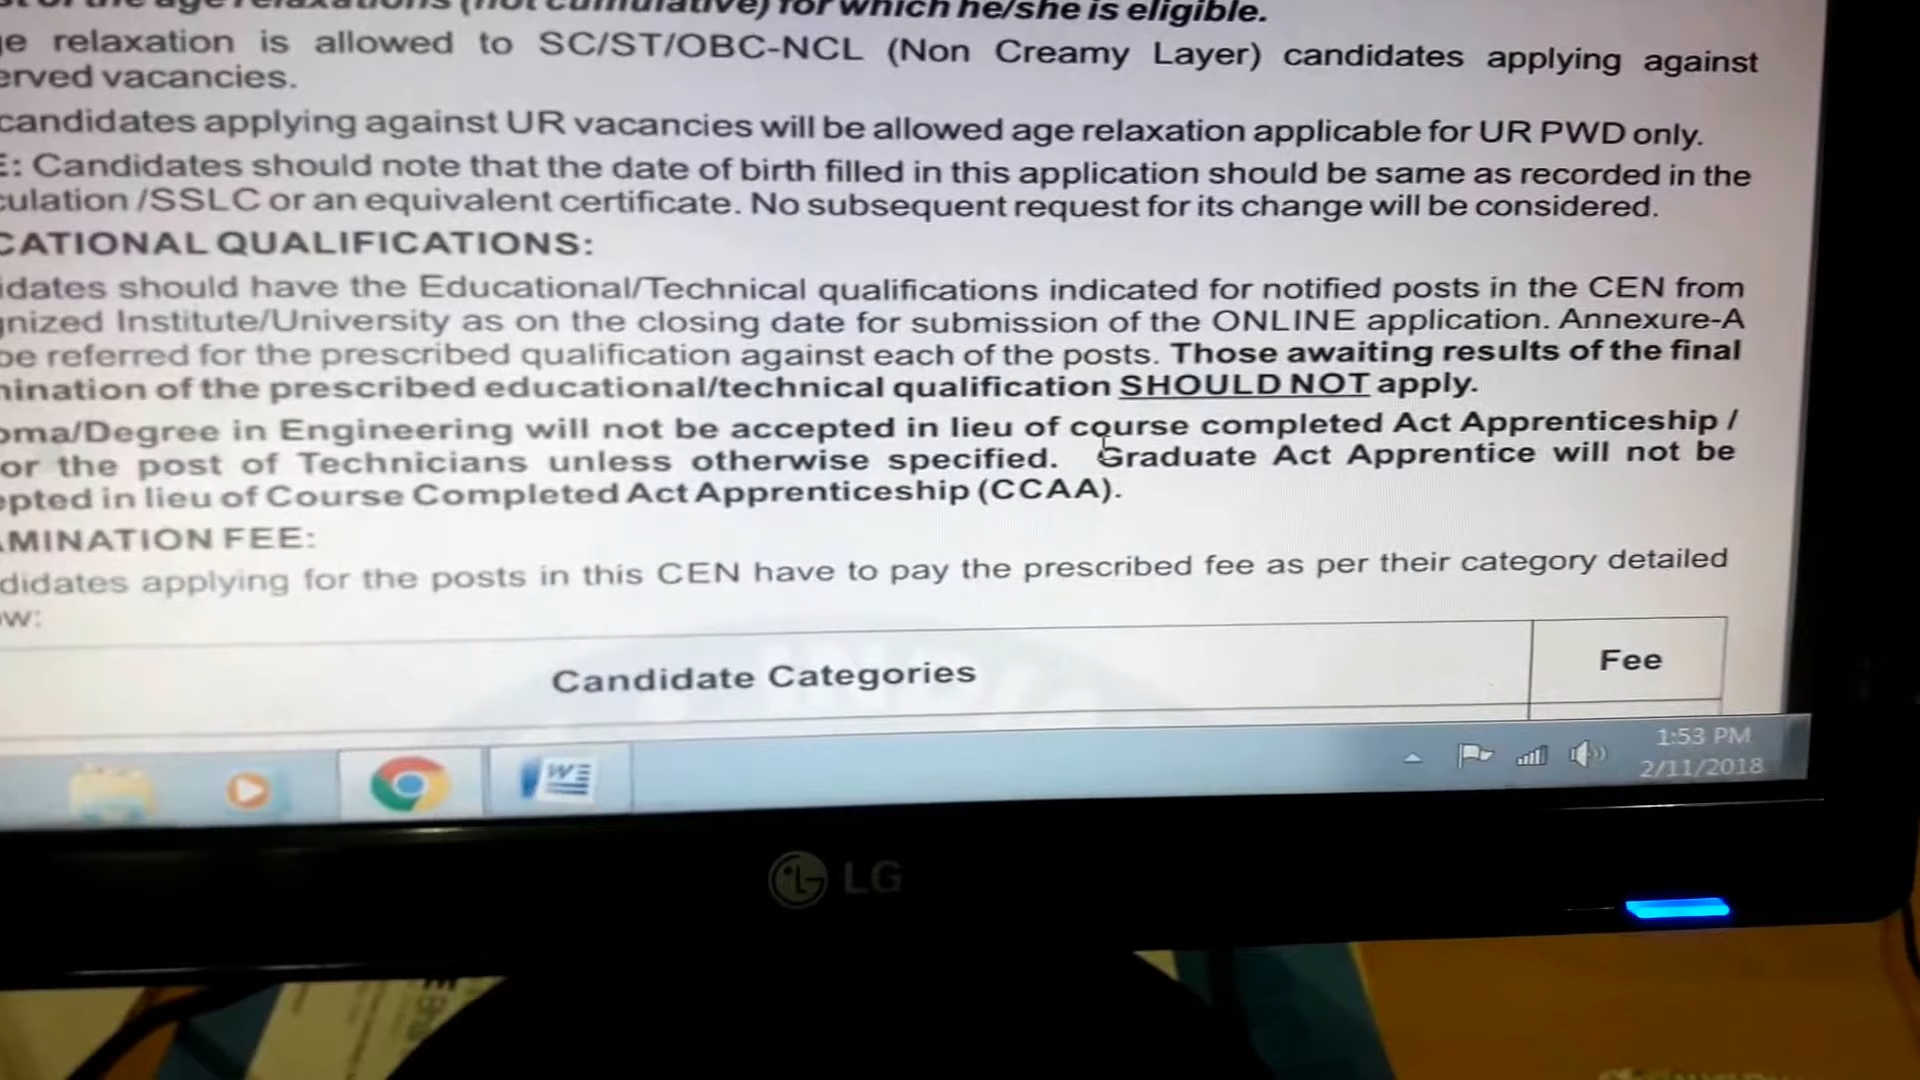 of the age relaxations (not cumulative) for which he/she is eligible.
relaxation is allowed to SC/ST/OBC-NCL (Non Creamy Layer) candidates applying against
erved vacancies.
candidates applying against UR vacancies will be allowed age relaxation applicable for UR PWD only.
E: Candidates should note that the date of birth filled in this application should be same as recorded in the
culation /SSLC or an equivalent certificate. No subsequent request for its change will be considered.
CATIONAL QUALIFICATIONS:
idates should have the Educational/Technical qualifications indicated for notified posts in the CEN from
gnized Institute/University as on the closing date for submission of the ONLINE application. Annexure-A
be referred for the prescribed qualification against each of the posts. Those awaiting results of the final
mination of the prescribed educational/technical qualification SHOULD NOT apply.
oma/Degree in Engineering will not be accepted in lieu of course completed Act Apprenticeship /
or the post of Technicians unless otherwise specified. Graduate Act Apprentice will not be
epted in lieu of Course Completed Act Apprenticeship (CCAA).
MINATION FEE:
didates applying for the posts in this CEN have to pay the prescribed fee as per their category detailed
ow:
Candidate Categories
Fee
W
1:53 PM
2/11/2018
LG